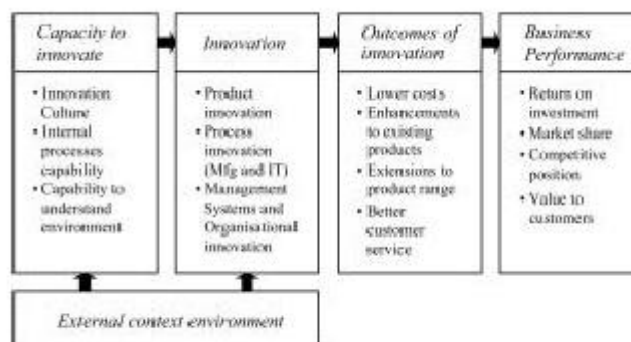 Capacity to
innovate
Innovation
Outcomes of
innovation
Business
Performance
• Innovation
Culture
• Internal
processes
capability
• Capability to
understand
environment
• Product
innovation
• Process
innovation
(Mfg and IT)
• Management
Systems and
Organisational
innovation
• Lower costs
• Enhancements
to existing
products
• Extensions to
product range
• Better
customer
service
• Return on
investment
• Market share
• Competitive
position
• Value to
customers
External context environment